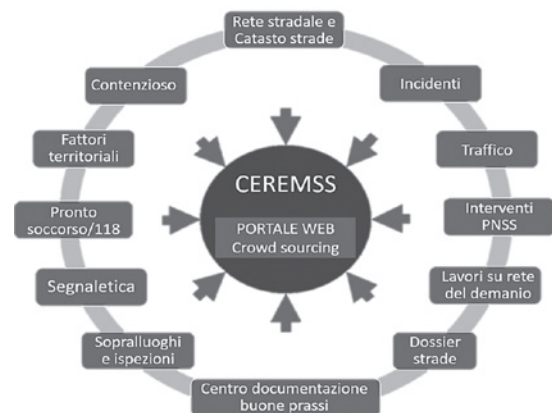 Rete stradale e
Catasto strade
Incidenti
Traffico
Interventi
PNSS
Lavori su rete
del demanio
Dossier
strade
Centro documentazione
buone prassi
Sopralluoghi
e ispezioni
Segnaletica
Pronto
soccorso/118
Fattori
territoriali
Contenzioso
CEREMSS
PORTALE WEB
Crowd sourcing